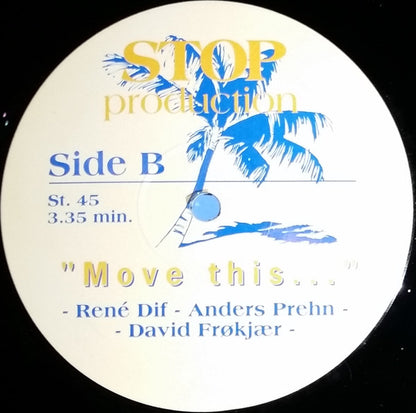 STOP
production
Side B
St. 45
3.35 min.
"Move this..."
- René Dif - Anders Prehn -
- David Frøkjær -